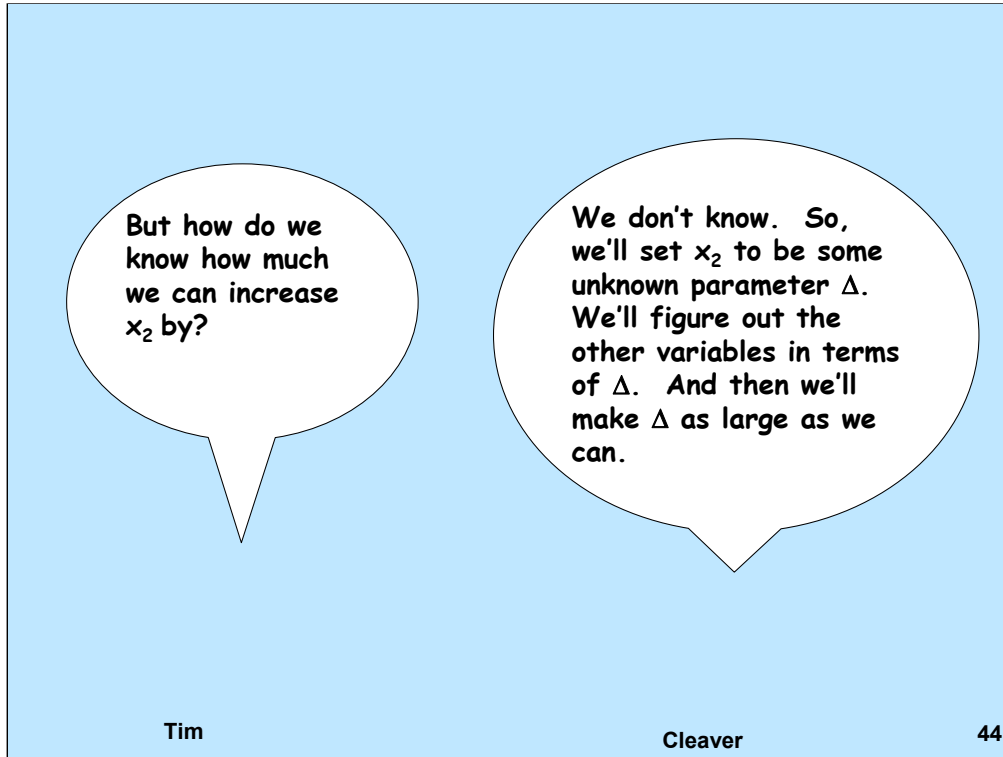 But how do we
know how much
we can increase
x₂ by?
We don't know. So,
we'll set x₂ to be some
unknown parameter Δ.
We'll figure out the
other variables in terms
of Δ. And then we'll
make Δ as large as we
can.
Tim
Cleaver
44